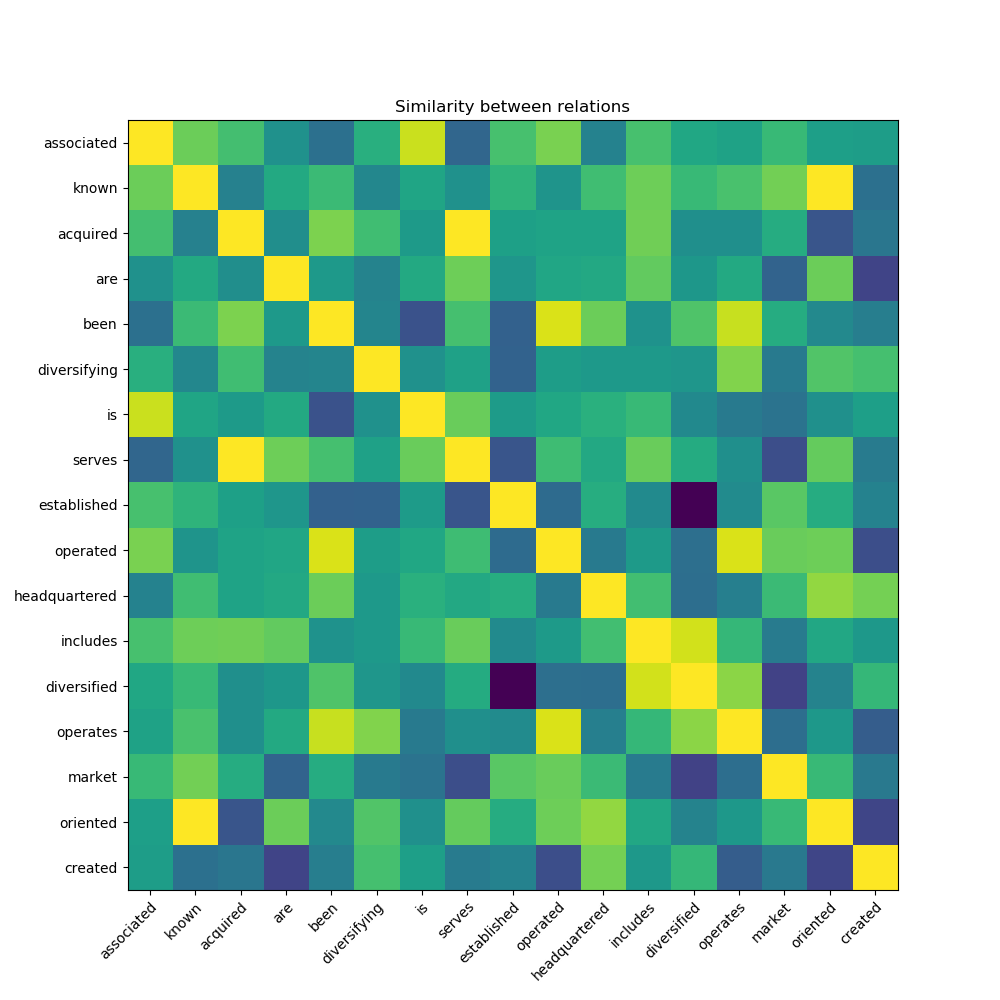 Similarity between relations
associated
known
acquired
are
been
diversifying
is
serves
established
operated
headquartered
includes
diversified
operates
market
oriented
created
associated
known
acquired
are
been
diversifying
is
serves
established
operated
headquartered
includes
diversified
operates
market
oriented
created